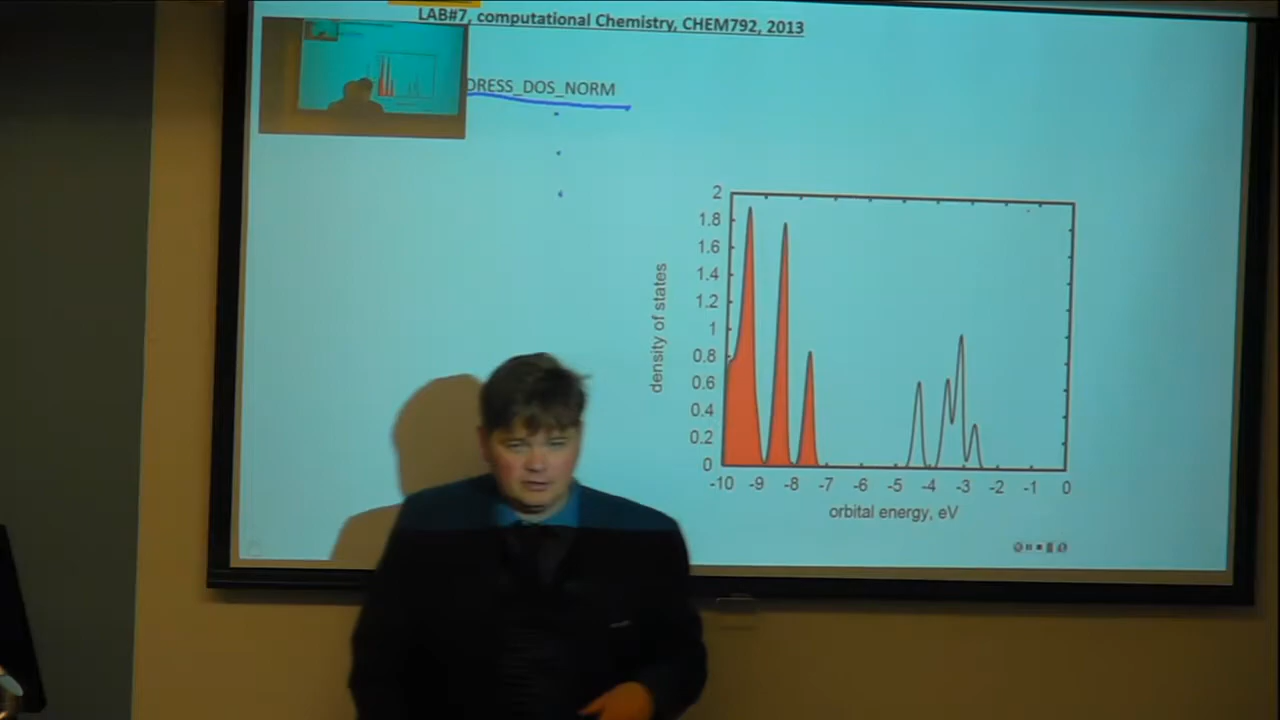 LAB#7, computational Chemistry, CHEM792, 2013
DRESS_DOS_NORM
2
1.8
1.6
1.4
1.2
1
0.8
0.6
0.4
0.2
0
density of states
-10 -9 -8 -7 -6 -5 -4 -3 -2 -1 0
orbital energy, eV